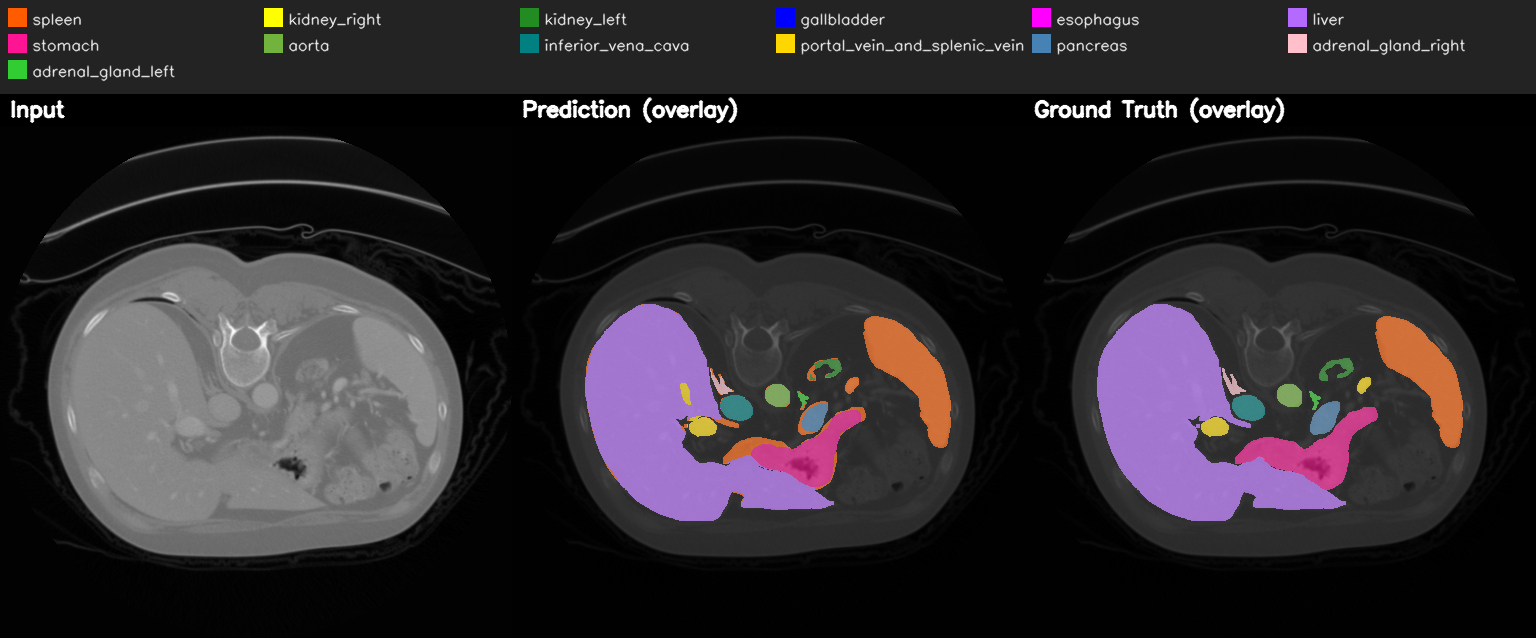 spleen kidney_right kidney_left gallbladder esophagus liver
stomach aorta inferior_vena_cava portal_vein_and_splenic_vein pancreas adrenal_gland_right
adrenal_gland_left
Input Prediction (overlay) Ground Truth (overlay)